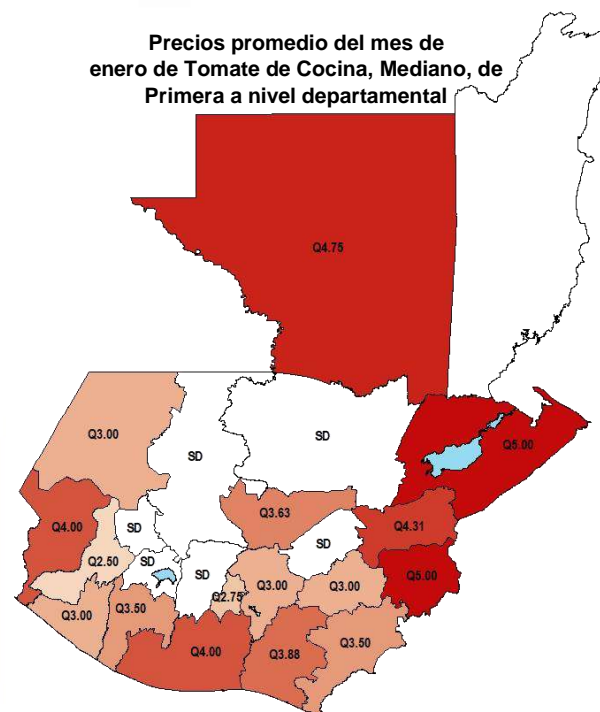 Precios promedio del mes de
enero de Tomate de Cocina, Mediano, de
Primera a nivel departamental
Q4.75
Q3.00
SD
SD
Q5.00
Q4.00
SD
Q3.63
Q4.31
Q2.50
SD
SD
SD
Q5.00
Q3.00
Q3.50
Q2.75
Q3.00
Q3.00
Q4.00
Q3.88
Q3.50